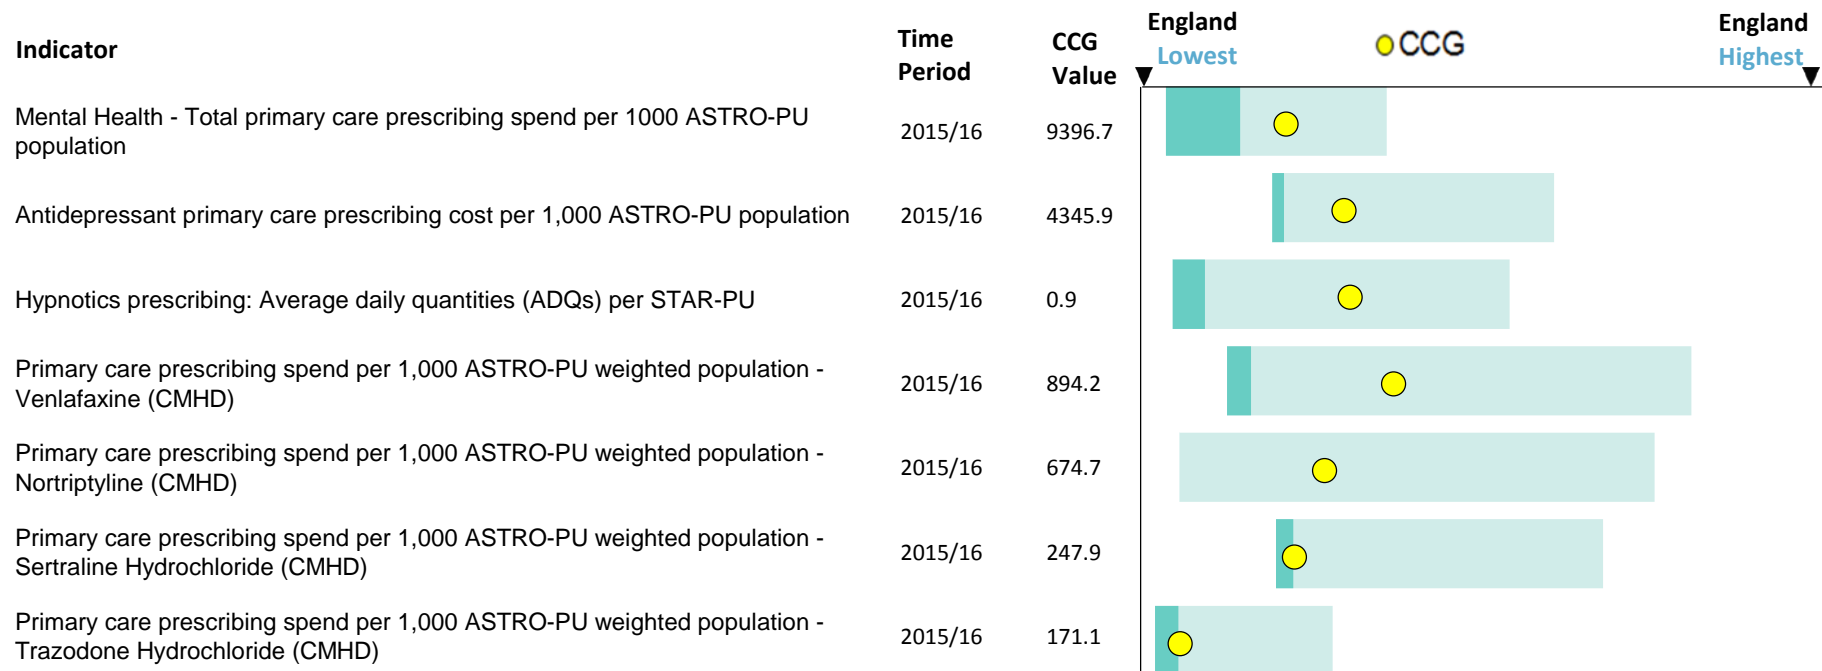 Indicator
Time Period
CCG Value
England Lowest
CCG
England Highest
Mental Health - Total primary care prescribing spend per 1000 ASTRO-PU
population
2015/16
9396.7
Antidepressant primary care prescribing cost per 1,000 ASTRO-PU population
2015/16
4345.9
Hypnotics prescribing: Average daily quantities (ADQs) per STAR-PU
2015/16
0.9
Primary care prescribing spend per 1,000 ASTRO-PU weighted population -
Venlafaxine (CMHD)
2015/16
894.2
Primary care prescribing spend per 1,000 ASTRO-PU weighted population -
Nortriptyline (CMHD)
2015/16
674.7
Primary care prescribing spend per 1,000 ASTRO-PU weighted population -
Sertraline Hydrochloride (CMHD)
2015/16
247.9
Primary care prescribing spend per 1,000 ASTRO-PU weighted population -
Trazodone Hydrochloride (CMHD)
2015/16
171.1